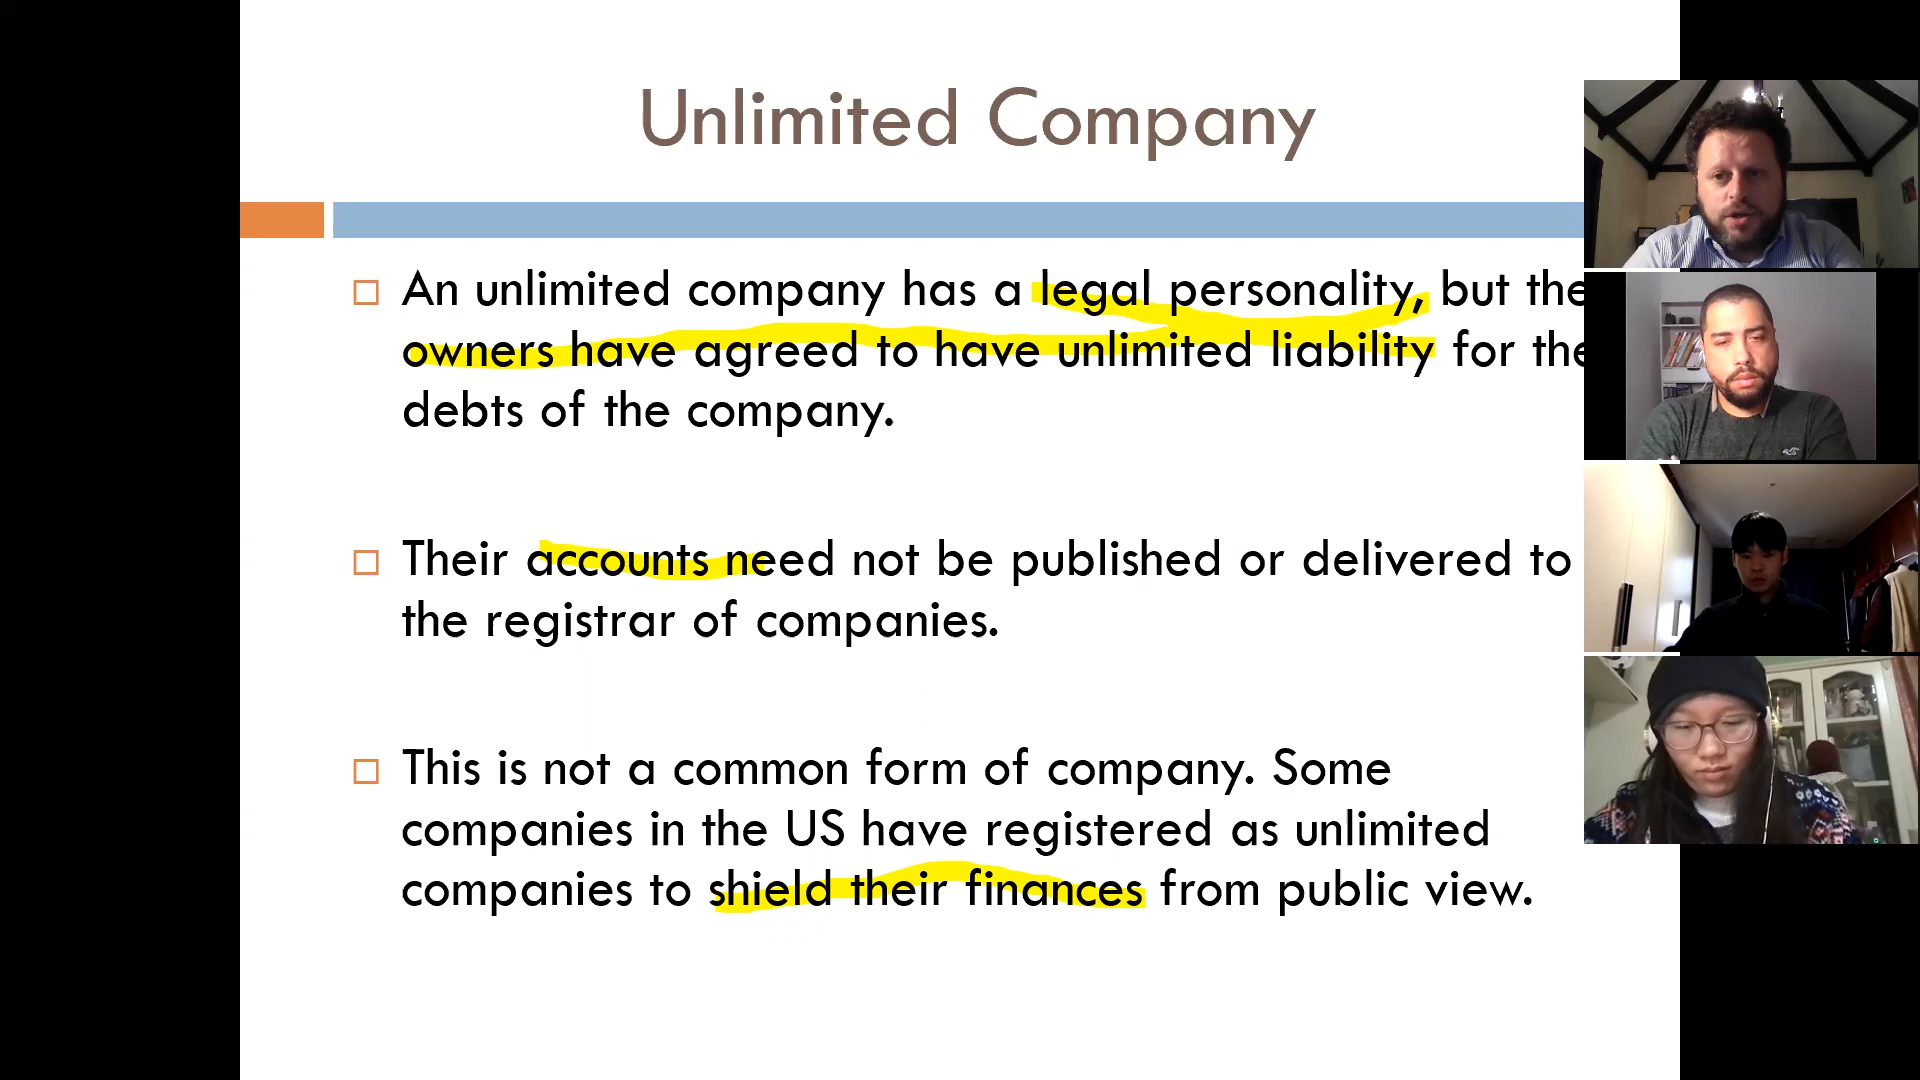 Unlimited Company
An unlimited company has a legal personality, but the
owners have agreed to have unlimited liability for the
debts of the company.
Their accounts need not be published or delivered to
the registrar of companies.
This is not a common form of company. Some
companies in the US have registered as unlimited
companies to shield their finances from public view.